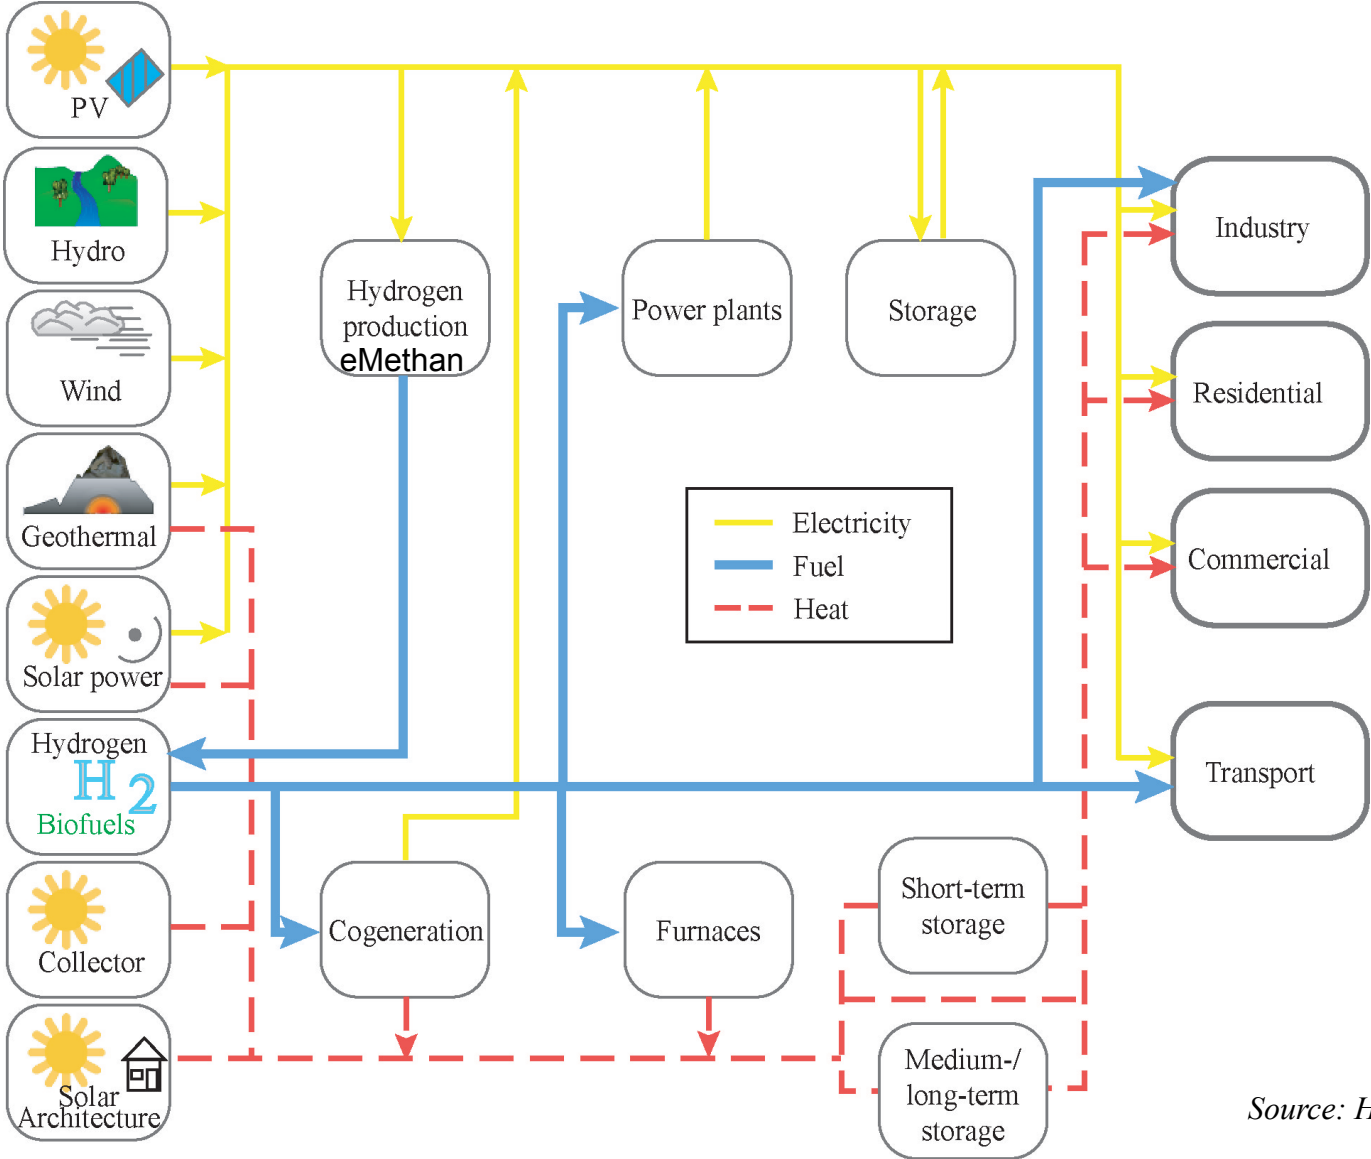 PV
Hydro
Wind
Geothermal
Solar power
Hydrogen
H2
Biofuels
Collector
Solar
Architecture
Hydrogen
production
eMethan
Power plants
Storage
Electricity
Fuel
Heat
Cogeneration
Furnaces
Short-term
storage
Medium-/
long-term
storage
Industry
Residential
Commercial
Transport
Source: H